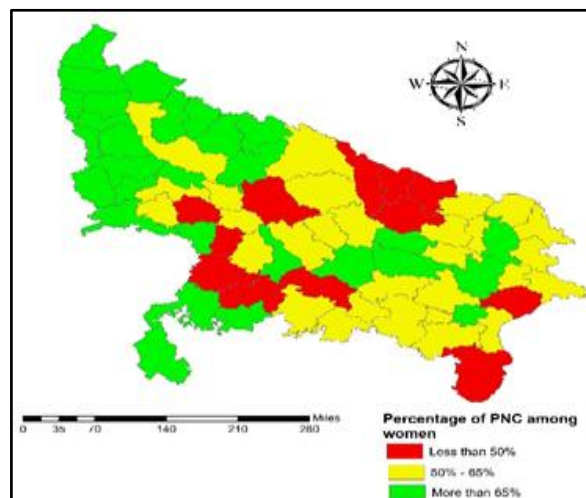 N
W E
S
Miles
0 35 70 140 210 280
Percentage of PNC among
women
Less than 50%
50% - 65%
More than 65%